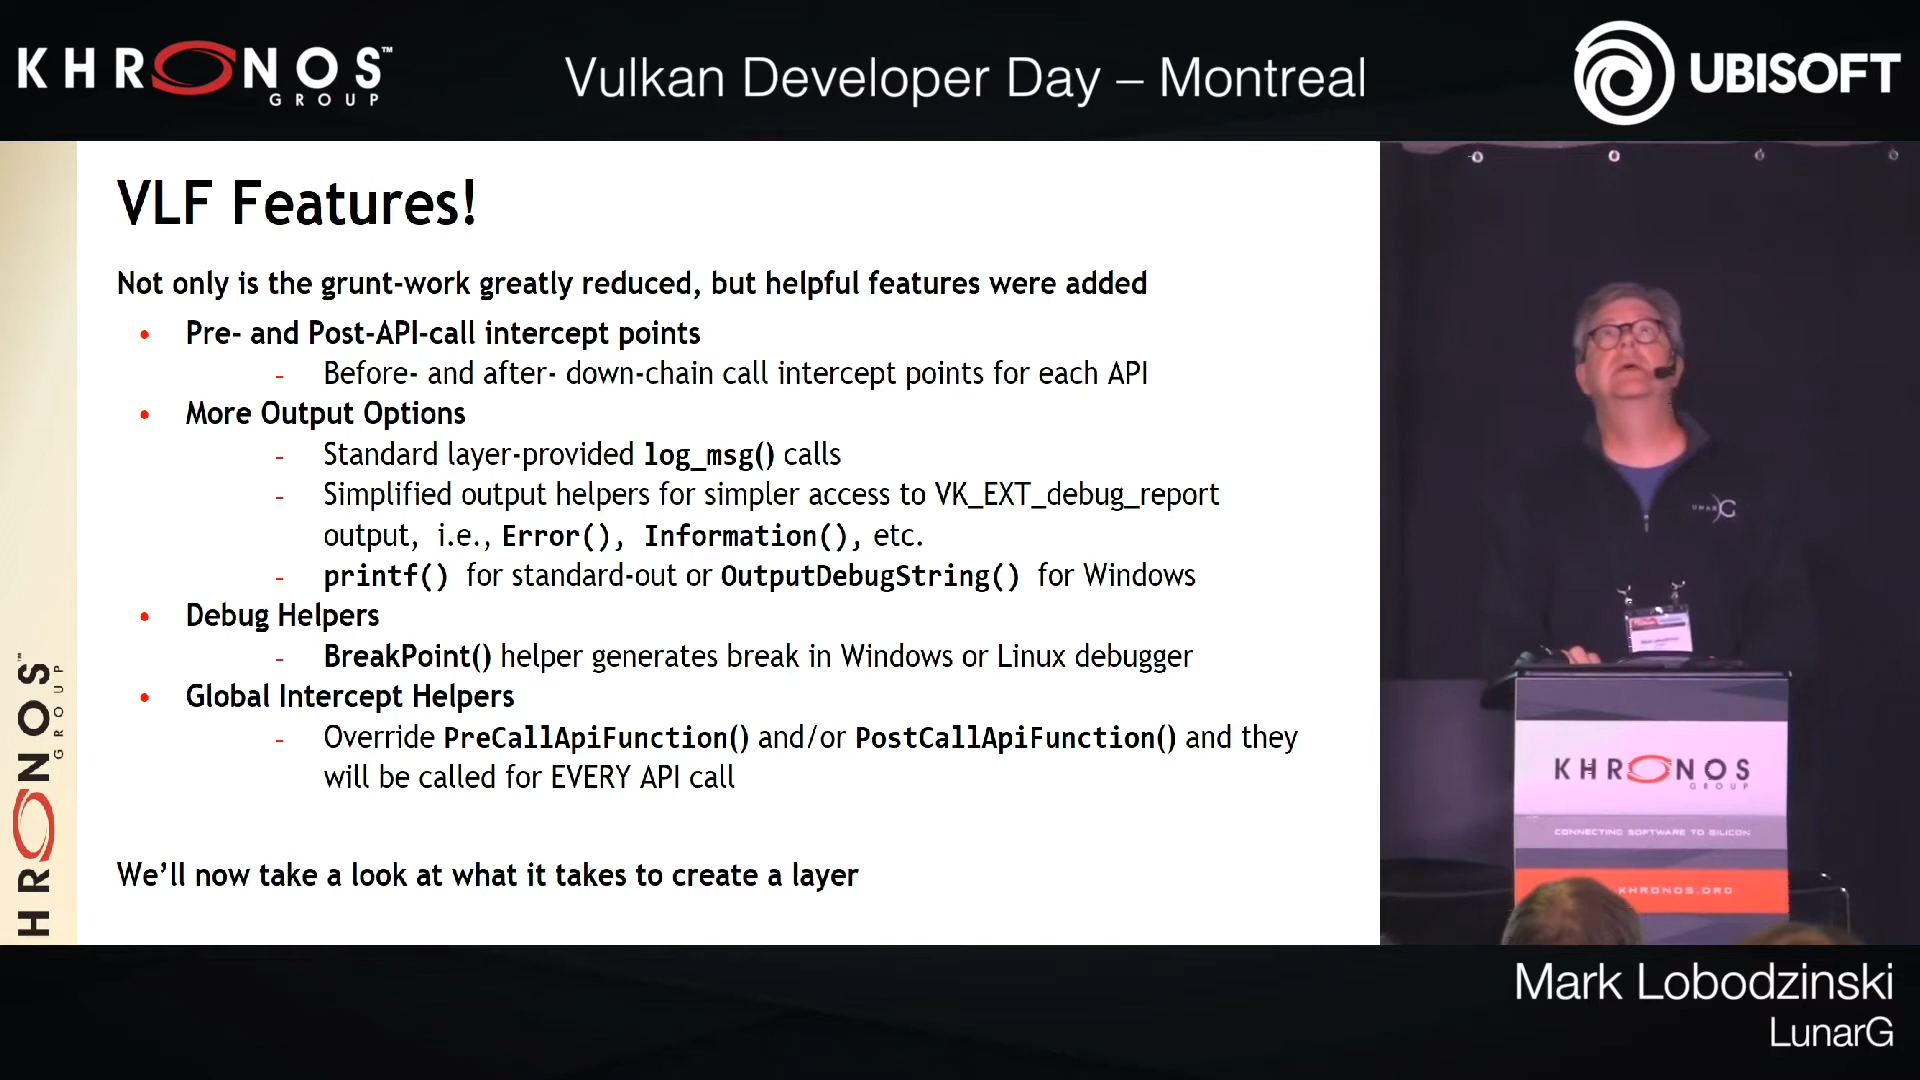 KHRONOS™
GROUP
Vulkan Developer Day – Montreal
UBISOFT
VLF Features!
Not only is the grunt-work greatly reduced, but helpful features were added
• Pre- and Post-API-call intercept points
- Before- and after- down-chain call intercept points for each API
• More Output Options
- Standard layer-provided log_msg() calls
- Simplified output helpers for simpler access to VK_EXT_debug_report
output, i.e., Error(), Information(), etc.
- printf() for standard-out or OutputDebugString() for Windows
• Debug Helpers
- BreakPoint() helper generates break in Windows or Linux debugger
• Global Intercept Helpers
- Override PreCallApiFunction() and/or PostCallApiFunction() and they
will be called for EVERY API call
We’ll now take a look at what it takes to create a layer
HRONOS™
GROUP
KHRONOS
GROUP
CONNECTING SOFTWARE TO SILICON
KHRONOS.ORG
Mark Lobodzinski
LunarG